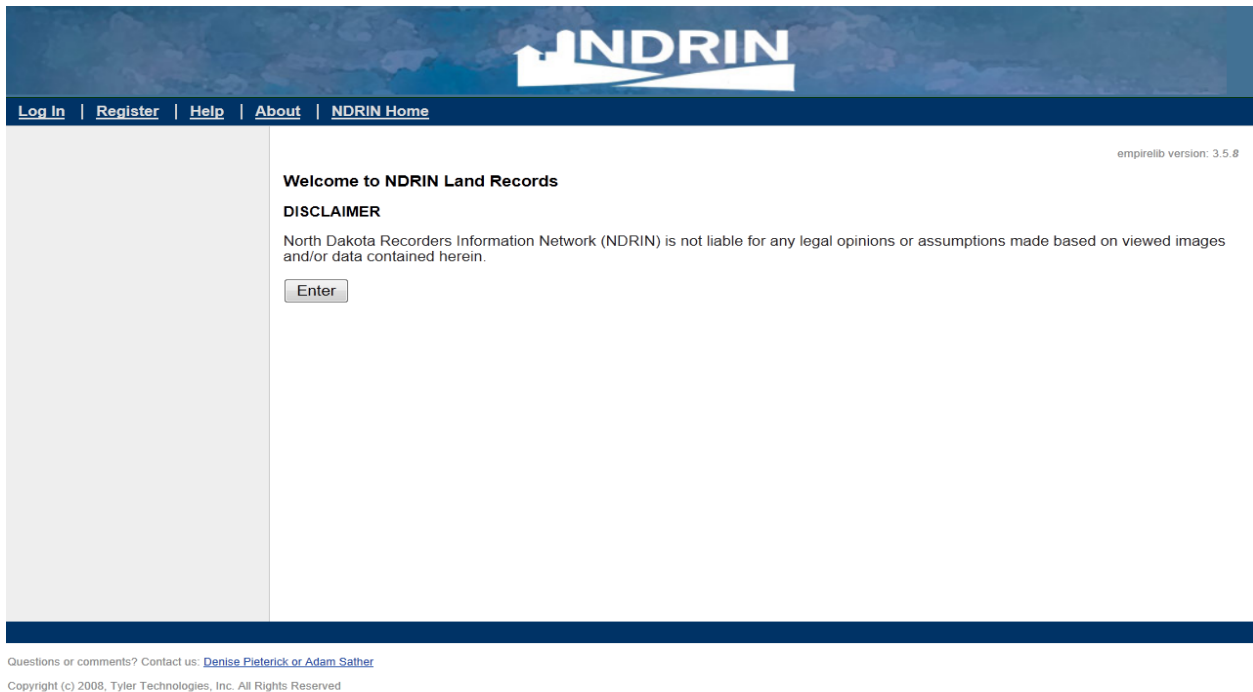 NDRIN
Log In | Register | Help | About | NDRIN Home
empirelib version: 3.5.8
Welcome to NDRIN Land Records
DISCLAIMER
North Dakota Recorders Information Network (NDRIN) is not liable for any legal opinions or assumptions made based on viewed images
and/or data contained herein.
Enter
Questions or comments? Contact us: Denise Pieterick or Adam Sather
Copyright (c) 2008, Tyler Technologies, Inc. All Rights Reserved